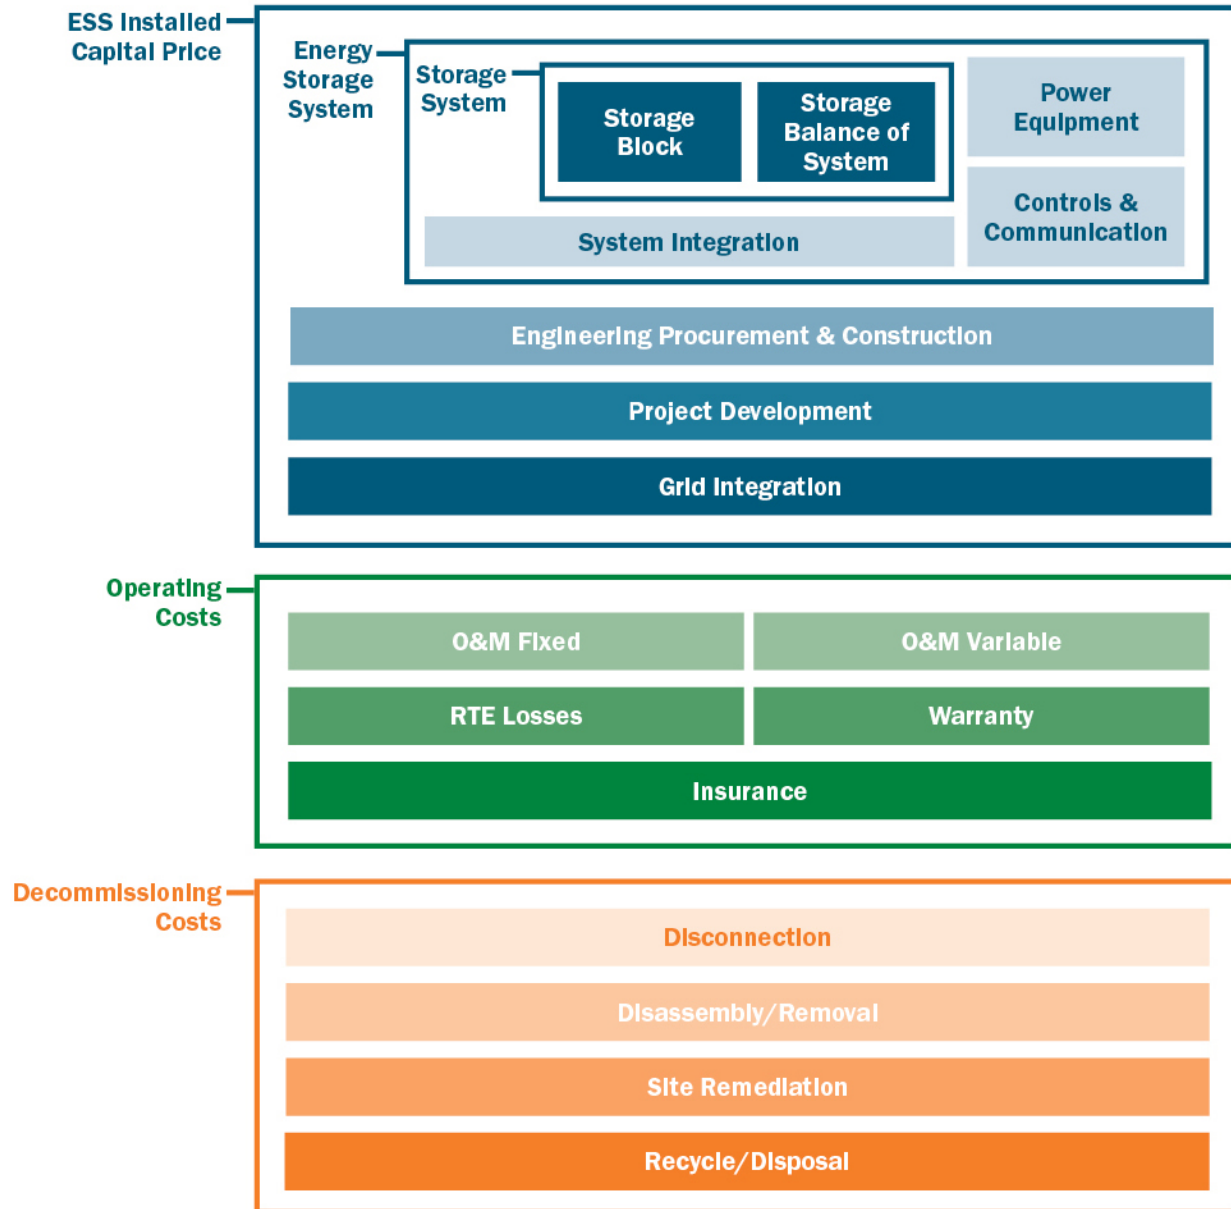 ESS Installed
Capital Price
Energy
Storage
System
Storage
System
Storage
Block
Storage
Balance of
System
Power
Equipment
Controls &
Communication
System Integration
Engineering Procurement & Construction
Project Development
Grid Integration
Operating
Costs
O&M Fixed
O&M Variable
RTE Losses
Warranty
Insurance
Decommissioning
Costs
Disconnection
Disassembly/Removal
Site Remediation
Recycle/Disposal